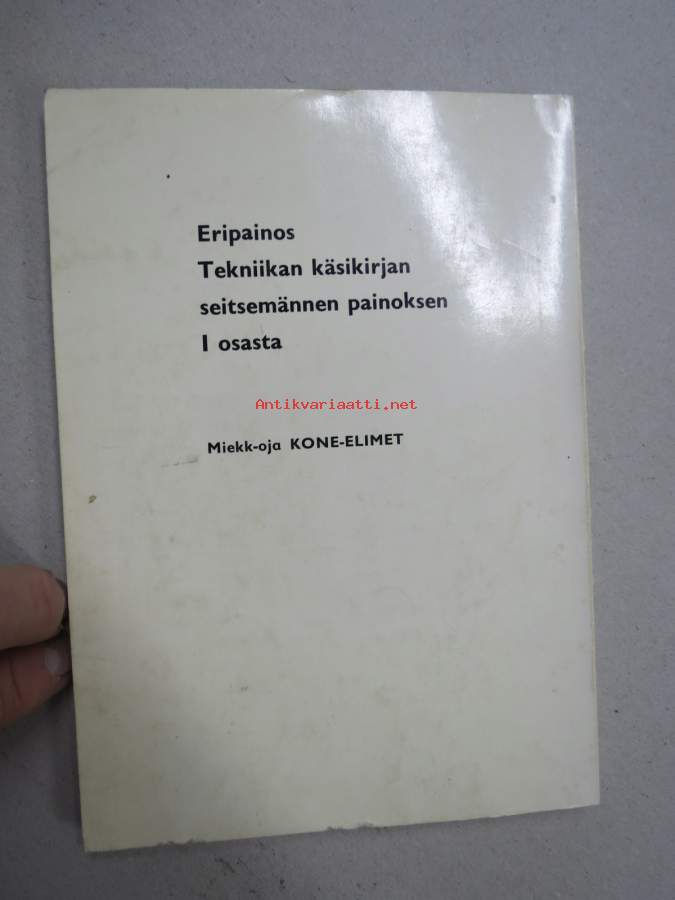 Eripainos
Tekniikan käsikirjan
seitsemännen painoksen
I osasta
Antikvariaatti.net
Miekk-oja KONE-ELIMET